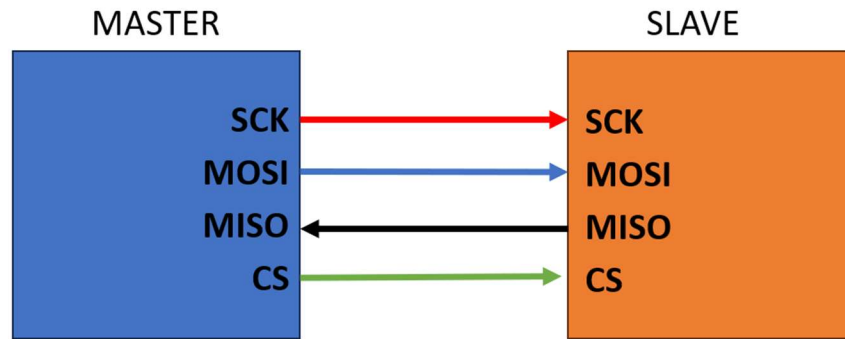 MASTER SLAVE
SCK SCK
MOSI MOSI
MISO MISO
CS CS